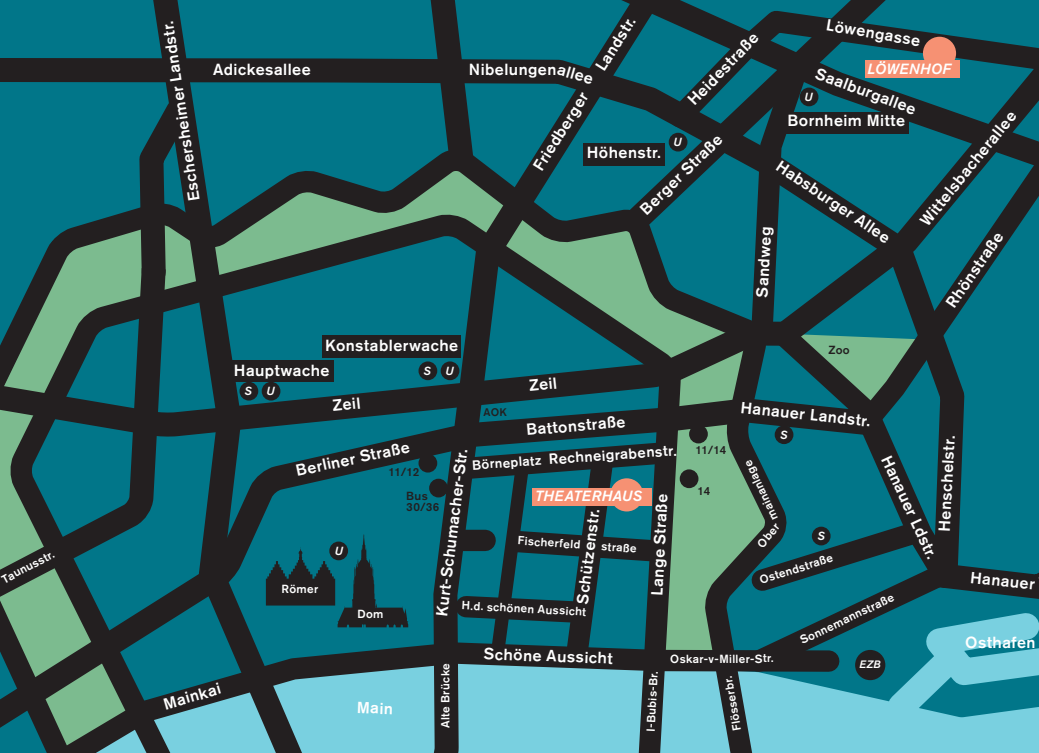 Eschersheimer Landstr.
Adickesallee
Nibelungenallee
Friedberger
Landstr.
Heidestraße
Löwengasse
LÖWENHOF
Saalburgallee
U
Bornheim Mitte
Höhenstr.
U
Berger Straße
Habsburger Allee
Wittelsbacherallee
Sandweg
Rhönstraße
Konstablerwache
S U
Hauptwache
S U
Zeil
Zeil
Zoo
AOK
Battonstraße
Hanauer Landstr.
S
Berliner Straße
11/12
Bus
30/36
Börneplatz
Rechneigrabenstr.
11/14
14
THEATERHAUS
Kurt-Schumacher-Str.
Fischerfeld straße
Schützenstr.
Lange Straße
Ober mainanlage
Hanauer Ldstr.
Henschelstr.
S
Ostendstraße
Taunusstr.
U
Römer
Dom
H.d. schönen Aussicht
Sonnemannstraße
Hanauer
Osthafen
Schöne Aussicht
Oskar-v-Miller-Str.
EZB
Mainkai
Main
Alte Brücke
I-Bubis-Br.
Flösserbr.